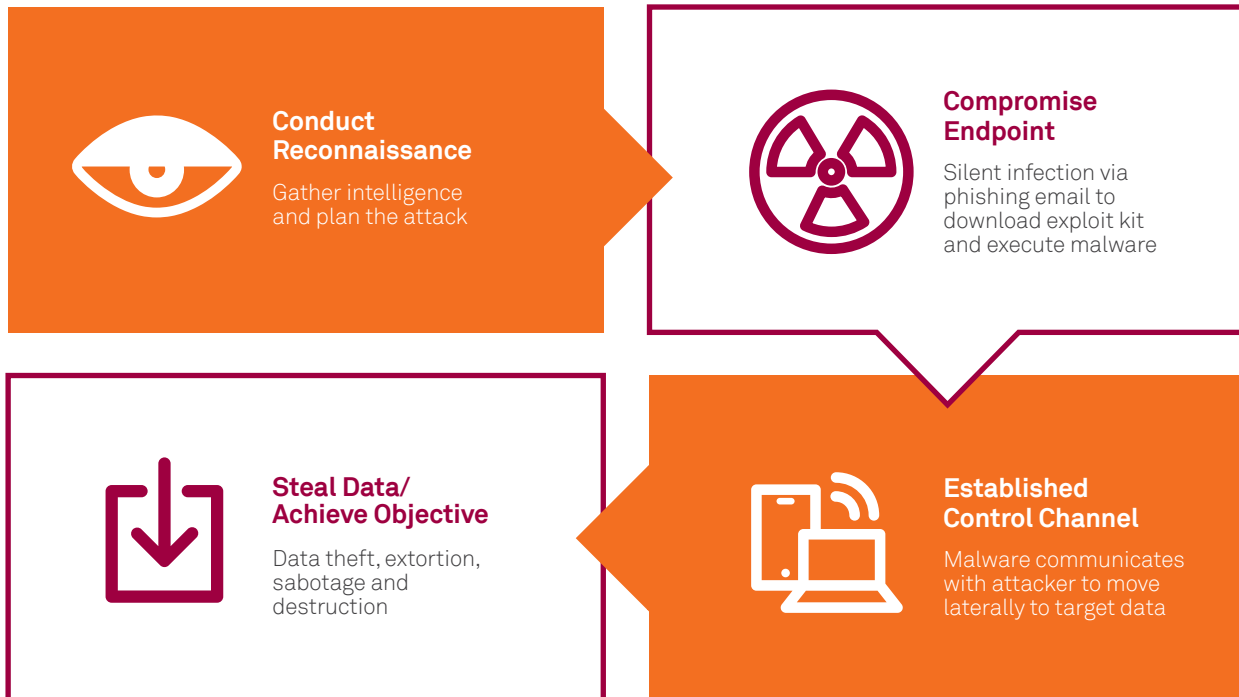 Conduct
Reconnaissance
Gather intelligence
and plan the attack
Compromise
Endpoint
Silent infection via
phishing email to
download exploit kit
and execute malware
Established
Control Channel
Malware communicates
with attacker to move
laterally to target data
Steal Data/
Achieve Objective
Data theft, extortion,
sabotage and
destruction